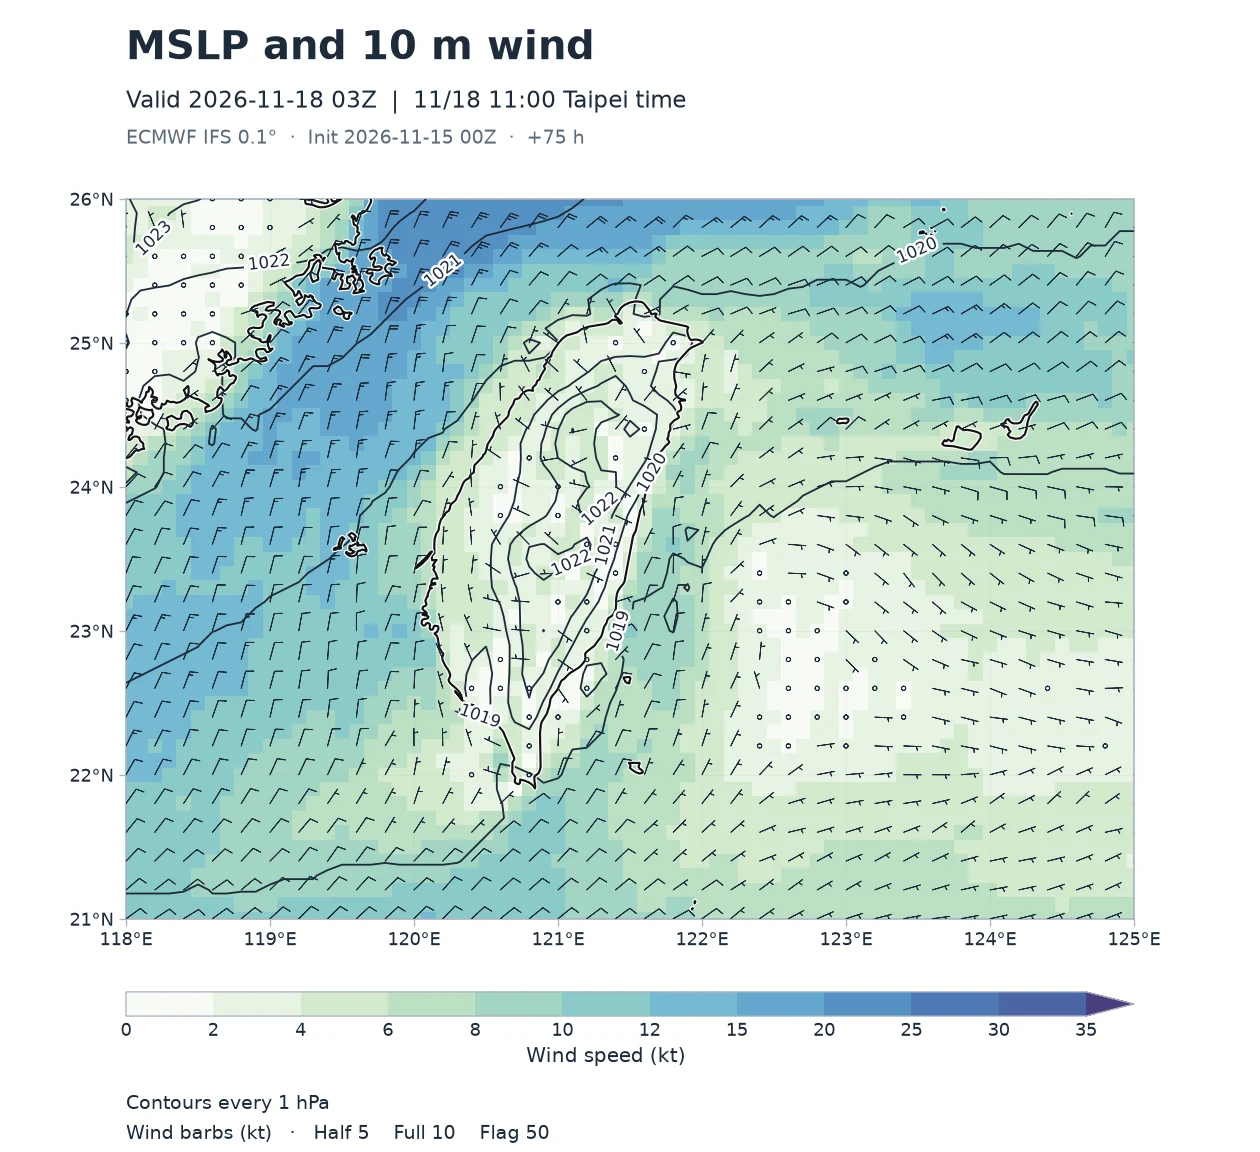 MSLP and 10 m wind
Valid 2026-11-18 03Z | 11/18 11:00 Taipei time
ECMWF IFS 0.1° · Init 2026-11-15 00Z · +75 h
26°N
1023
1022
1021
1020
25°N
24°N
1020
1022
1021
1022
23°N
1019
1019
22°N
21°N
118°E 119°E 120°E 121°E 122°E 123°E 124°E 125°E
0 2 4 6 8 10 12 15 20 25 30 35
Wind speed (kt)
Contours every 1 hPa
Wind barbs (kt) · Half 5 Full 10 Flag 50